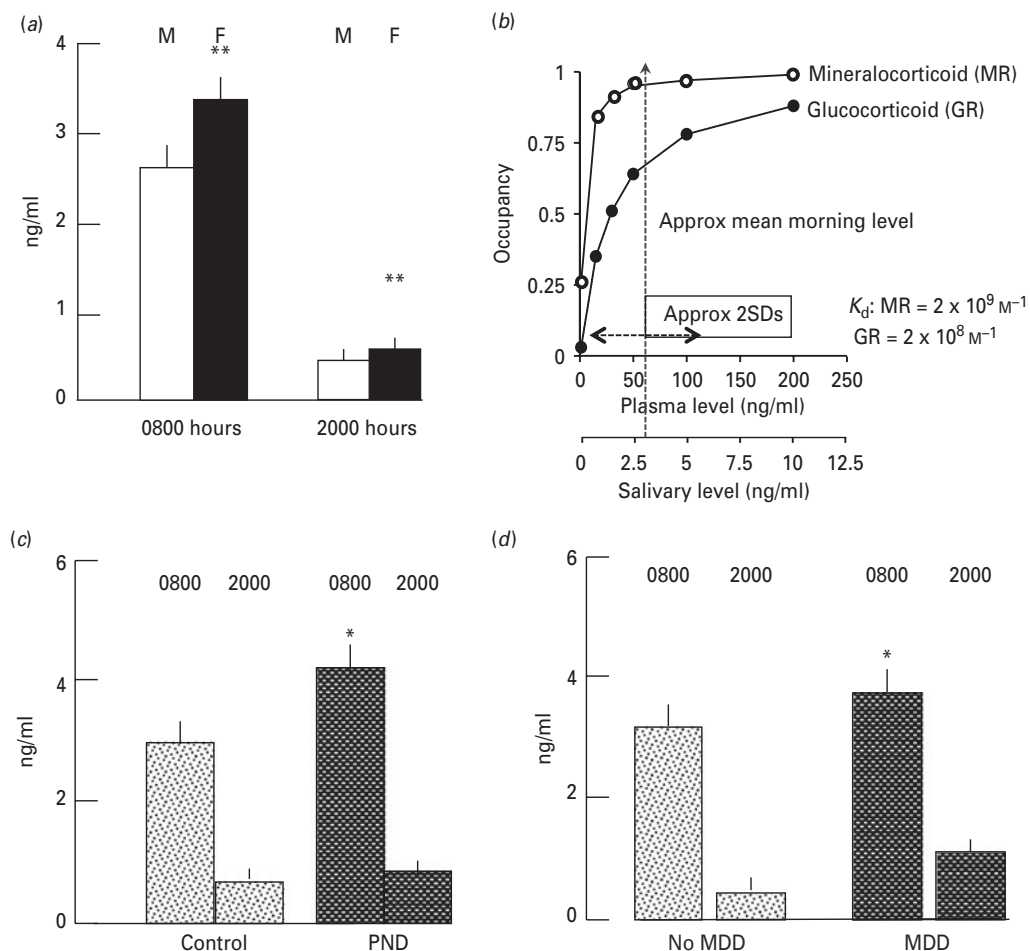 (a)
M F M F
** **
4
3
2
1
0
ng/ml
0800 hours 2000 hours
(b)
1
0.75
0.5
0.25
0
Occupancy
Mineralocorticoid (MR)
Glucocorticoid (GR)
Approx mean morning level
Approx 2SDs
Kd: MR = 2 x 10⁹ M⁻¹
GR = 2 x 10⁸ M⁻¹
0 50 100 150 200 250
Plasma level (ng/ml)
0 2.5 5 7.5 10 12.5
Salivary level (ng/ml)
(c)
6
4
2
0
ng/ml
0800 2000 0800 2000
*
Control PND
(d)
6
4
2
0
ng/ml
0800 2000 0800 2000
*
No MDD MDD